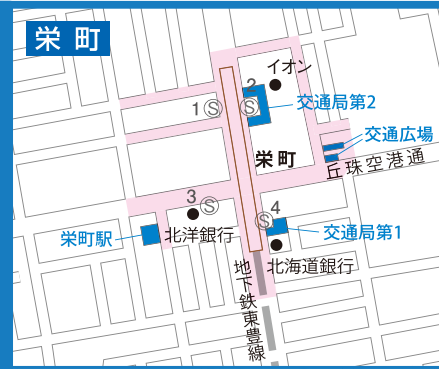 栄町
イオン
2
Ⓢ
1Ⓢ
交通局第2
交通広場
栄町
丘珠空港通
3
Ⓢ
4
Ⓢ
栄町駅
北洋銀行
交通局第1
北海道銀行
地下鉄東豊線